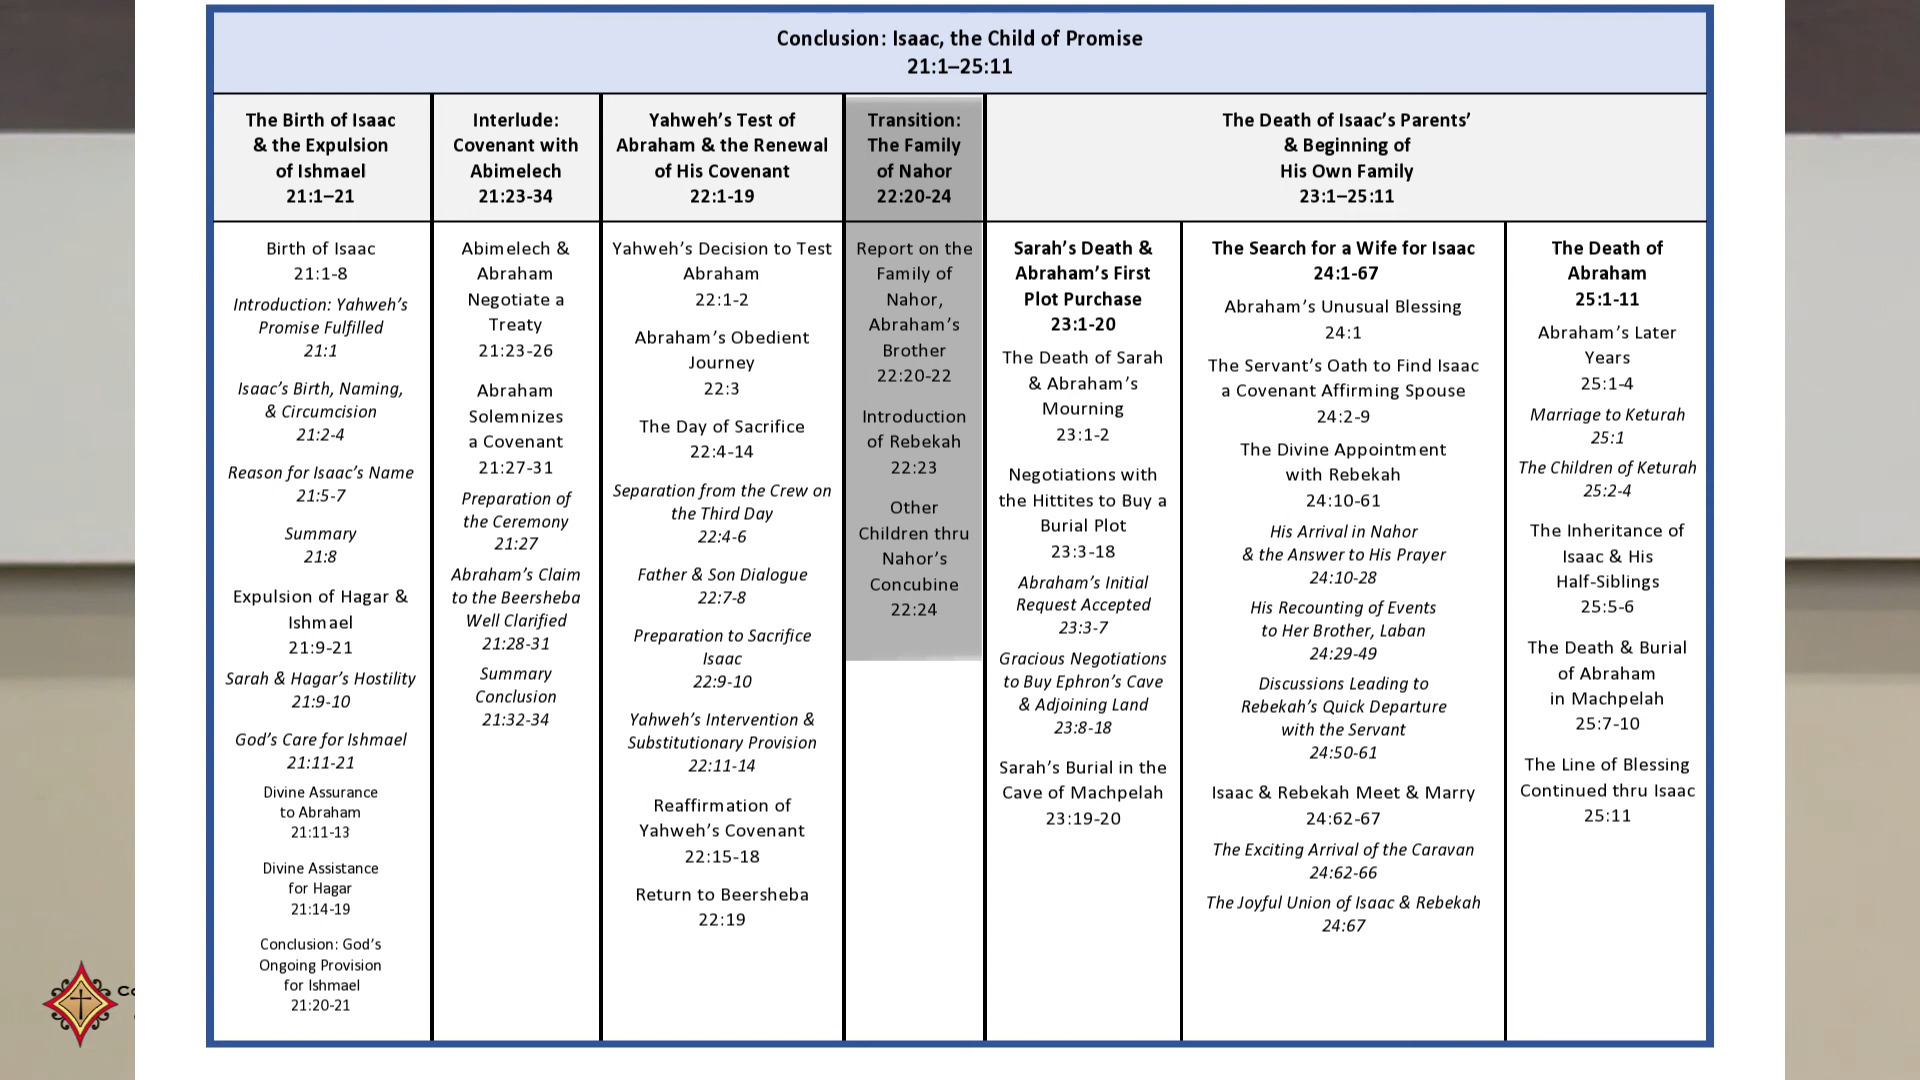 Conclusion: Isaac, the Child of Promise
21:1–25:11
The Birth of Isaac
& the Expulsion
of Ishmael
21:1–21
Interlude:
Covenant with
Abimelech
21:23-34
Yahweh’s Test of
Abraham & the Renewal
of His Covenant
22:1-19
Transition:
The Family
of Nahor
22:20-24
The Death of Isaac’s Parents’
& Beginning of
His Own Family
23:1–25:11
Birth of Isaac
21:1-8
Introduction: Yahweh’s
Promise Fulfilled
21:1
Isaac’s Birth, Naming,
& Circumcision
21:2-4
Reason for Isaac’s Name
21:5-7
Summary
21:8
Expulsion of Hagar &
Ishmael
21:9-21
Sarah & Hagar’s Hostility
21:9-10
God’s Care for Ishmael
21:11-21
Divine Assurance
to Abraham
21:11-13
Divine Assistance
for Hagar
21:14-19
Conclusion: God’s
Ongoing Provision
for Ishmael
21:20-21
Abimelech &
Abraham
Negotiate a
Treaty
21:23-26
Abraham
Solemnizes
a Covenant
21:27-31
Preparation of
the Ceremony
21:27
Abraham’s Claim
to the Beersheba
Well Clarified
21:28-31
Summary
Conclusion
21:32-34
Yahweh’s Decision to Test
Abraham
22:1-2
Abraham’s Obedient
Journey
22:3
The Day of Sacrifice
22:4-14
Separation from the Crew on
the Third Day
22:4-6
Father & Son Dialogue
22:7-8
Preparation to Sacrifice
Isaac
22:9-10
Yahweh’s Intervention &
Substitutionary Provision
22:11-14
Reaffirmation of
Yahweh’s Covenant
22:15-18
Return to Beersheba
22:19
Report on the
Family of
Nahor,
Abraham’s
Brother
22:20-22
Introduction
of Rebekah
22:23
Other
Children thru
Nahor’s
Concubine
22:24
Sarah’s Death &
Abraham’s First
Plot Purchase
23:1-20
The Death of Sarah
& Abraham’s
Mourning
23:1-2
Negotiations with
the Hittites to Buy a
Burial Plot
23:3-18
Abraham’s Initial
Request Accepted
23:3-7
Gracious Negotiations
to Buy Ephron’s Cave
& Adjoining Land
23:8-18
Sarah’s Burial in the
Cave of Machpelah
23:19-20
The Search for a Wife for Isaac
24:1-67
Abraham’s Unusual Blessing
24:1
The Servant’s Oath to Find Isaac
a Covenant Affirming Spouse
24:2-9
The Divine Appointment
with Rebekah
24:10-61
His Arrival in Nahor
& the Answer to His Prayer
24:10-28
His Recounting of Events
to Her Brother, Laban
24:29-49
Discussions Leading to
Rebekah’s Quick Departure
with the Servant
24:50-61
Isaac & Rebekah Meet & Marry
24:62-67
The Exciting Arrival of the Caravan
24:62-66
The Joyful Union of Isaac & Rebekah
24:67
The Death of
Abraham
25:1-11
Abraham’s Later
Years
25:1-4
Marriage to Keturah
25:1
The Children of Keturah
25:2-4
The Inheritance of
Isaac & His
Half-Siblings
25:5-6
The Death & Burial
of Abraham
in Machpelah
25:7-10
The Line of Blessing
Continued thru Isaac
25:11